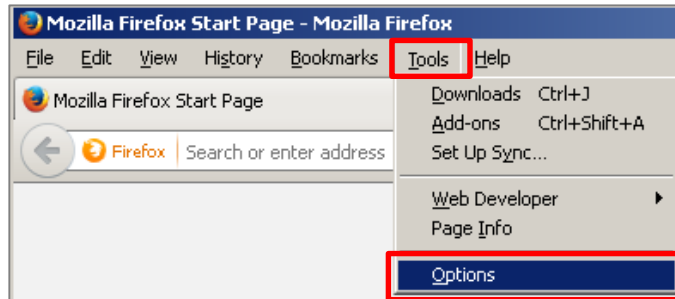 Mozilla Firefox Start Page - Mozilla Firefox
File Edit View History Bookmarks Tools Help
Mozilla Firefox Start Page
Firefox Search or enter address
Downloads Ctrl+J
Add-ons Ctrl+Shift+A
Set Up Sync...
Web Developer
Page Info
Options